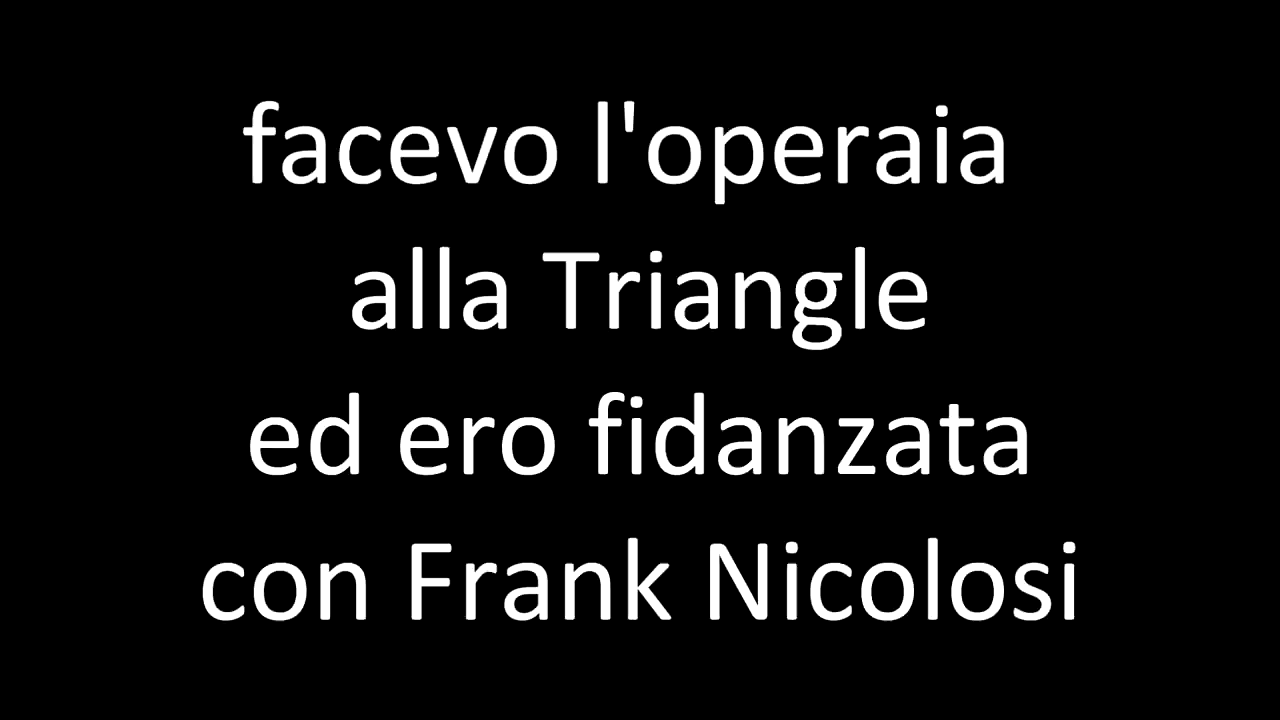 facevo l'operaia
alla Triangle
ed ero fidanzata
con Frank Nicolosi